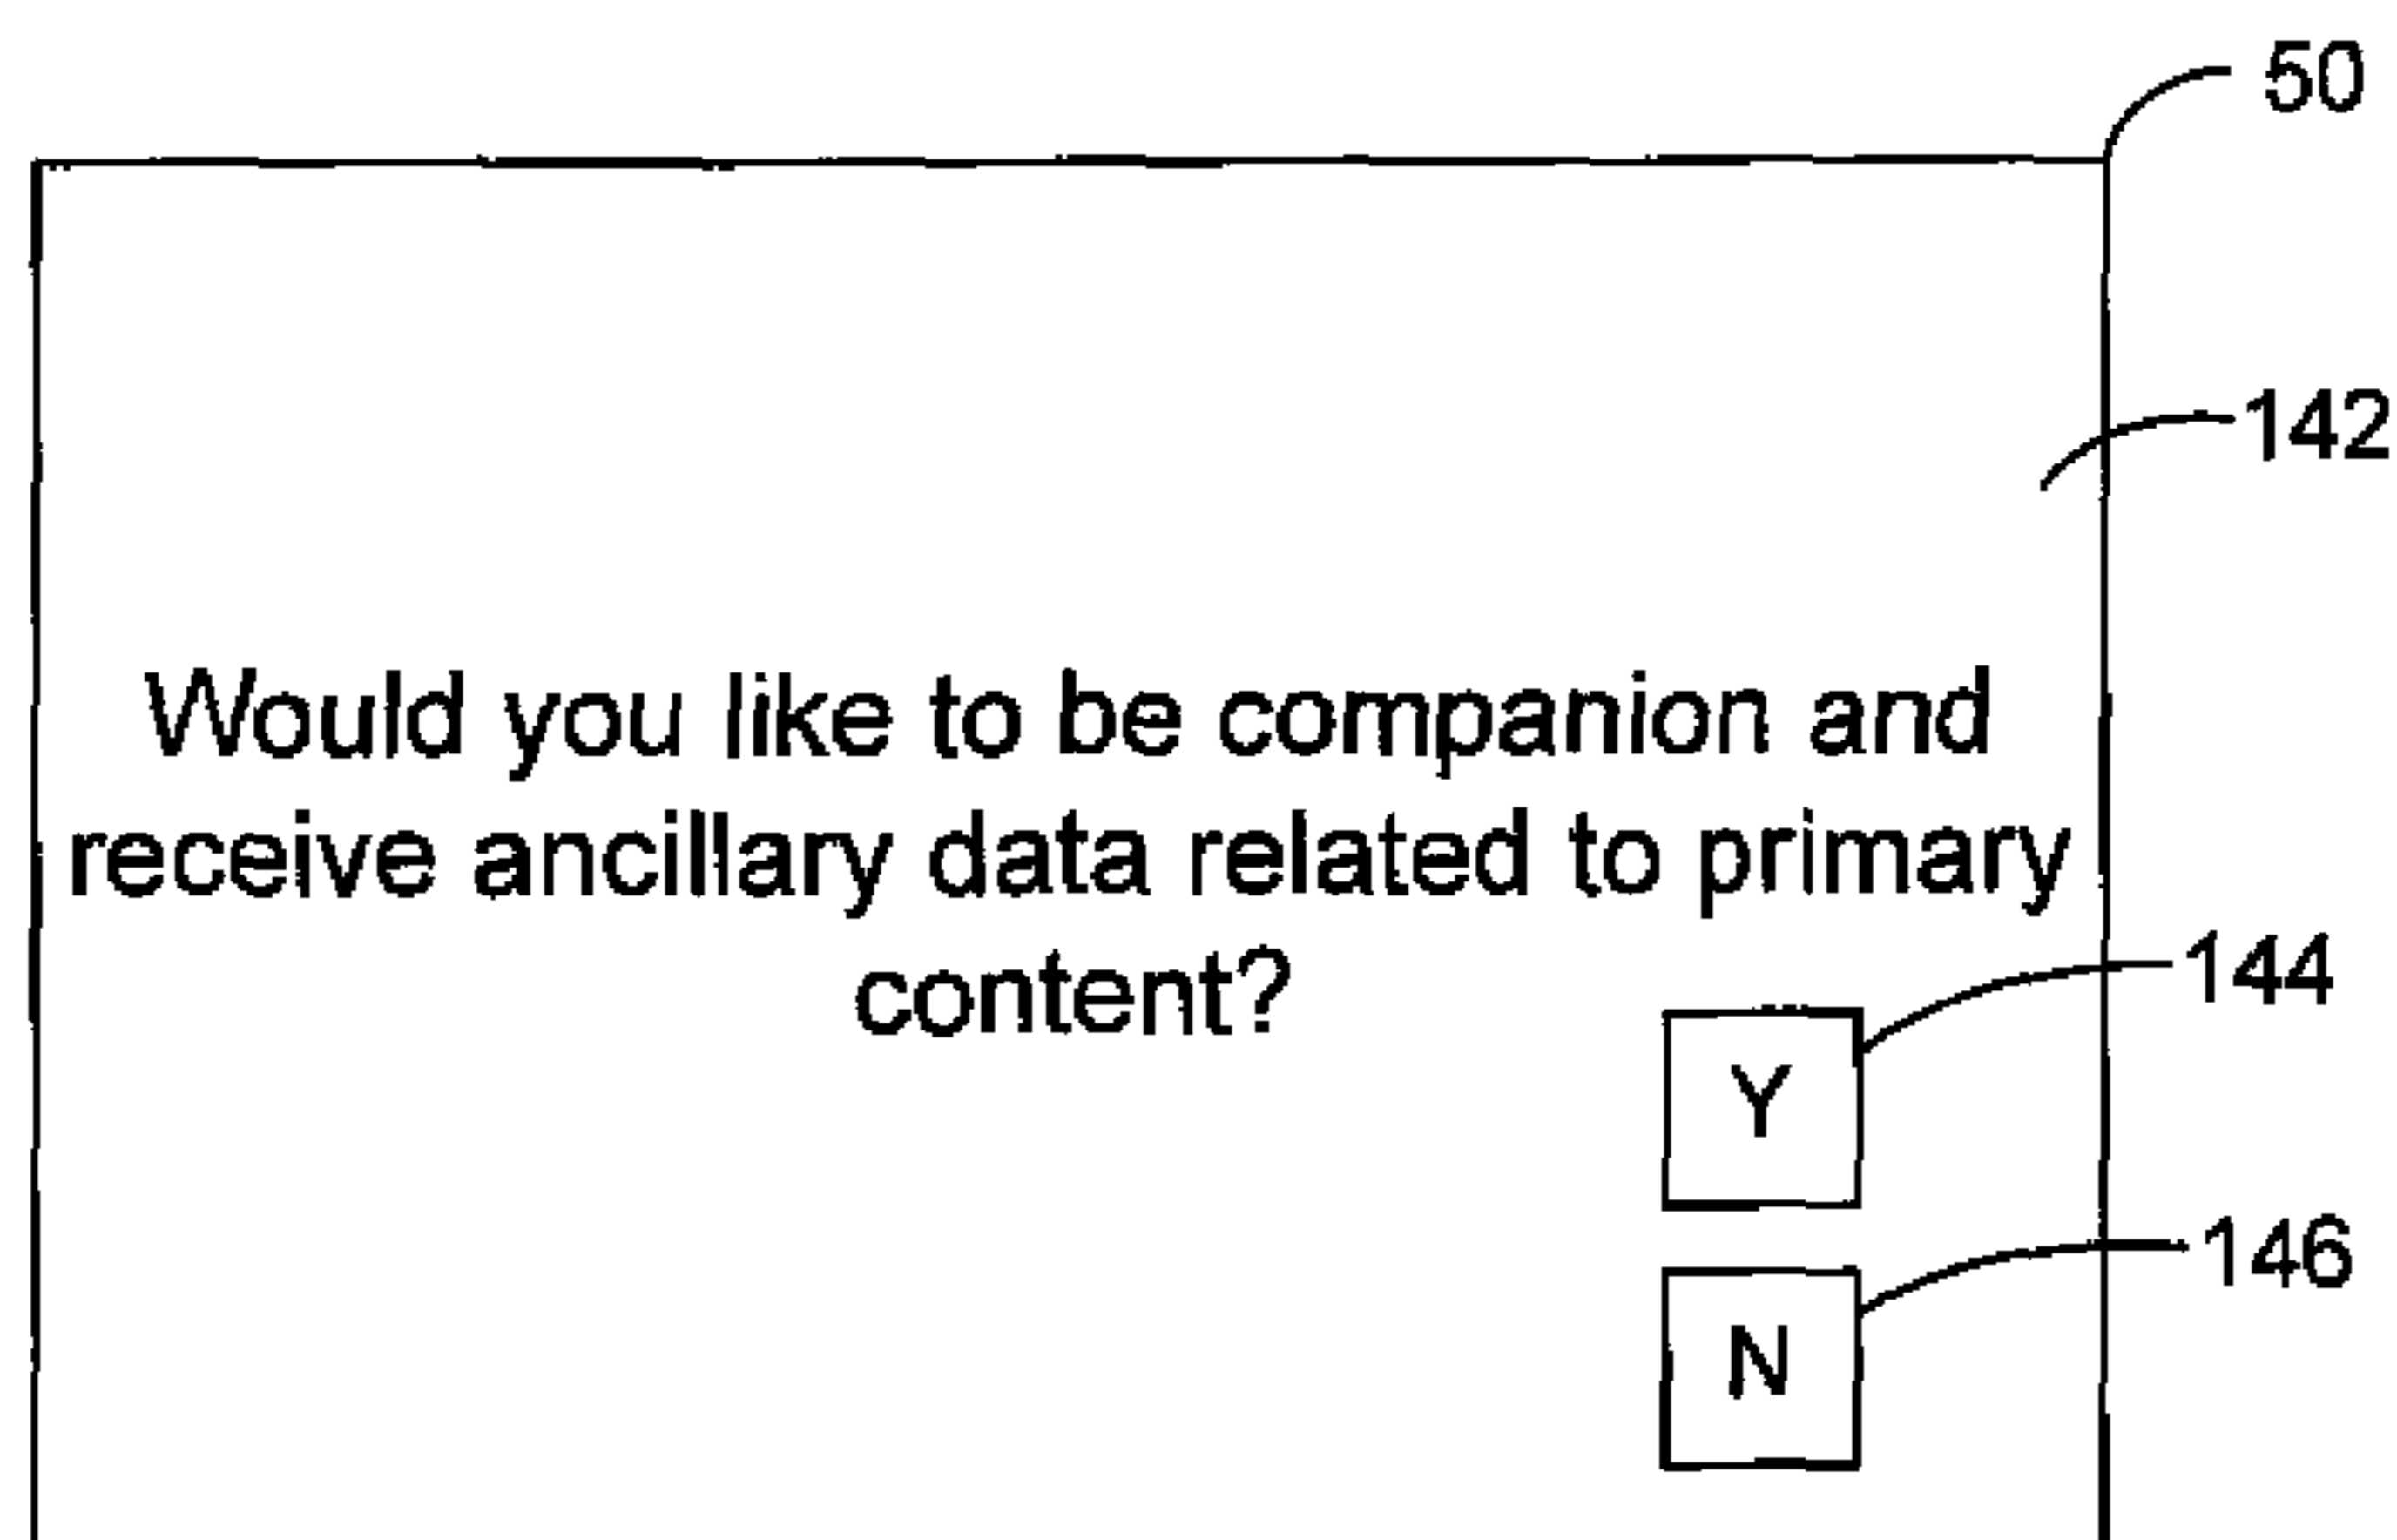 50
142
Would you like to be companion and
receive ancillary data related to primary
content?
144
Y
146
N